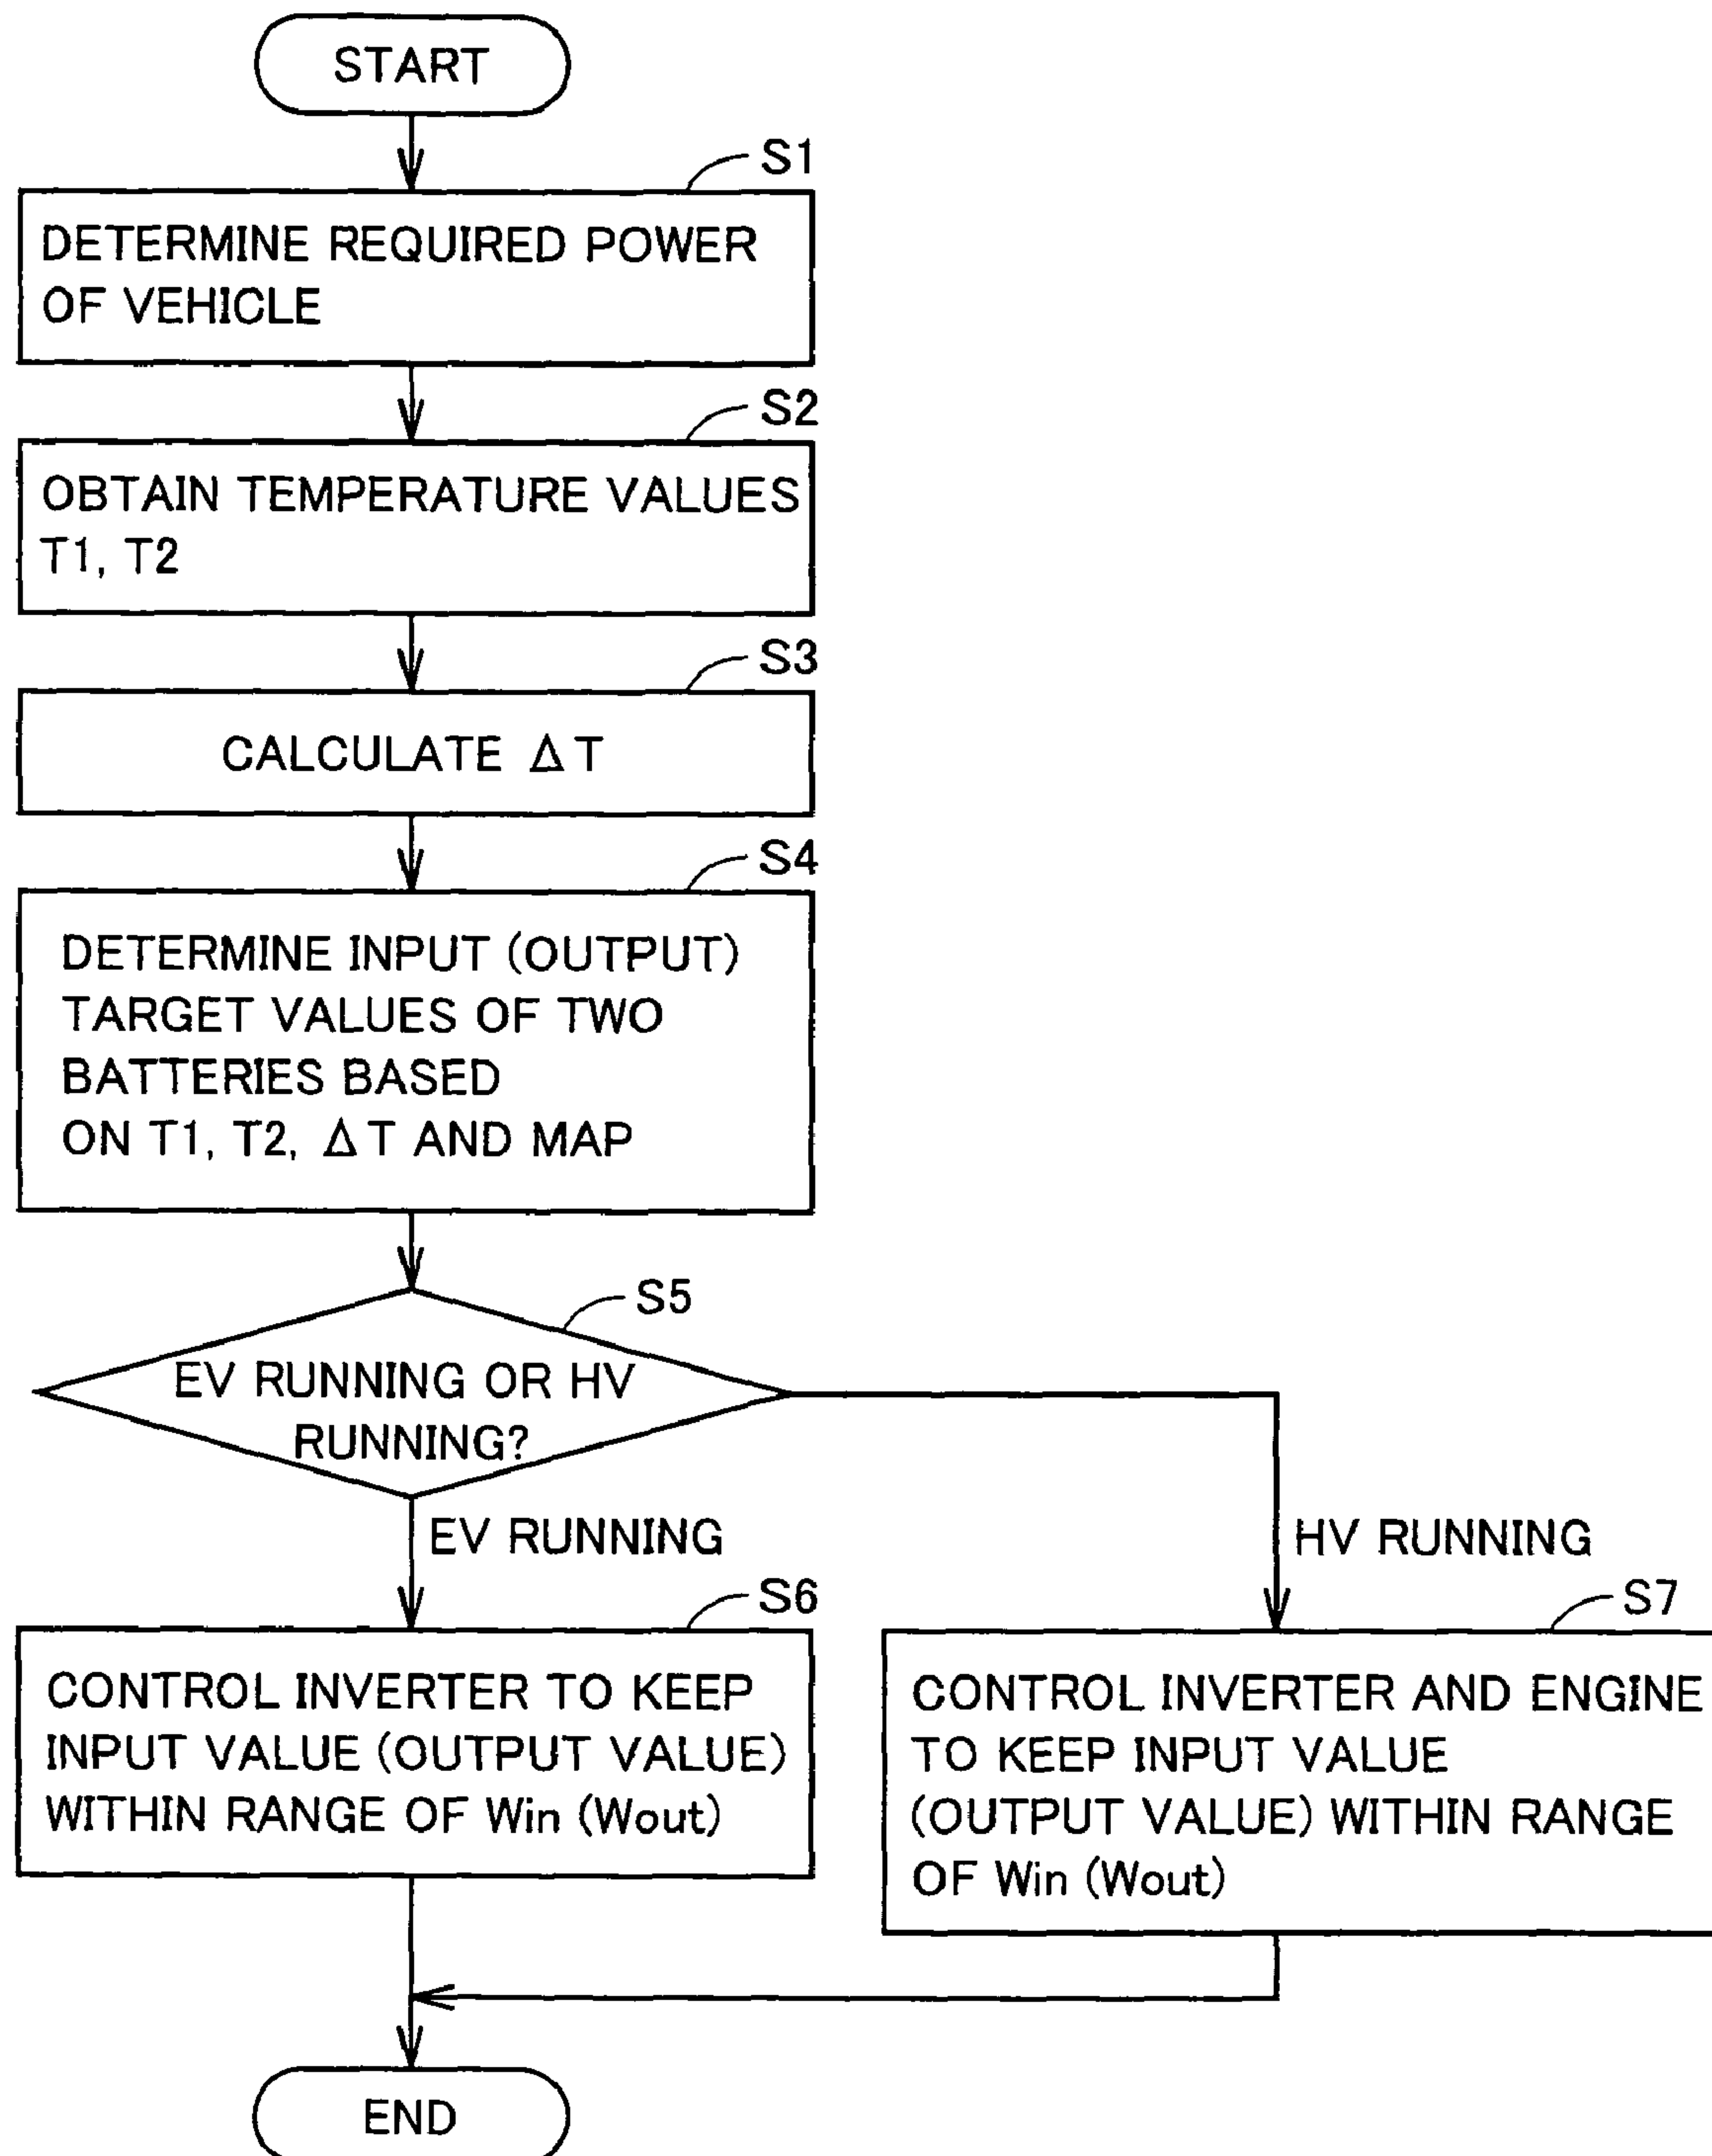 START
S1
DETERMINE REQUIRED POWER
OF VEHICLE
S2
OBTAIN TEMPERATURE VALUES
T1, T2
S3
CALCULATE ΔT
S4
DETERMINE INPUT (OUTPUT)
TARGET VALUES OF TWO
BATTERIES BASED
ON T1, T2, ΔT AND MAP
S5
EV RUNNING OR HV
RUNNING?
EV RUNNING
HV RUNNING
S6
CONTROL INVERTER TO KEEP
INPUT VALUE (OUTPUT VALUE)
WITHIN RANGE OF Win (Wout)
S7
CONTROL INVERTER AND ENGINE
TO KEEP INPUT VALUE
(OUTPUT VALUE) WITHIN RANGE
OF Win (Wout)
END